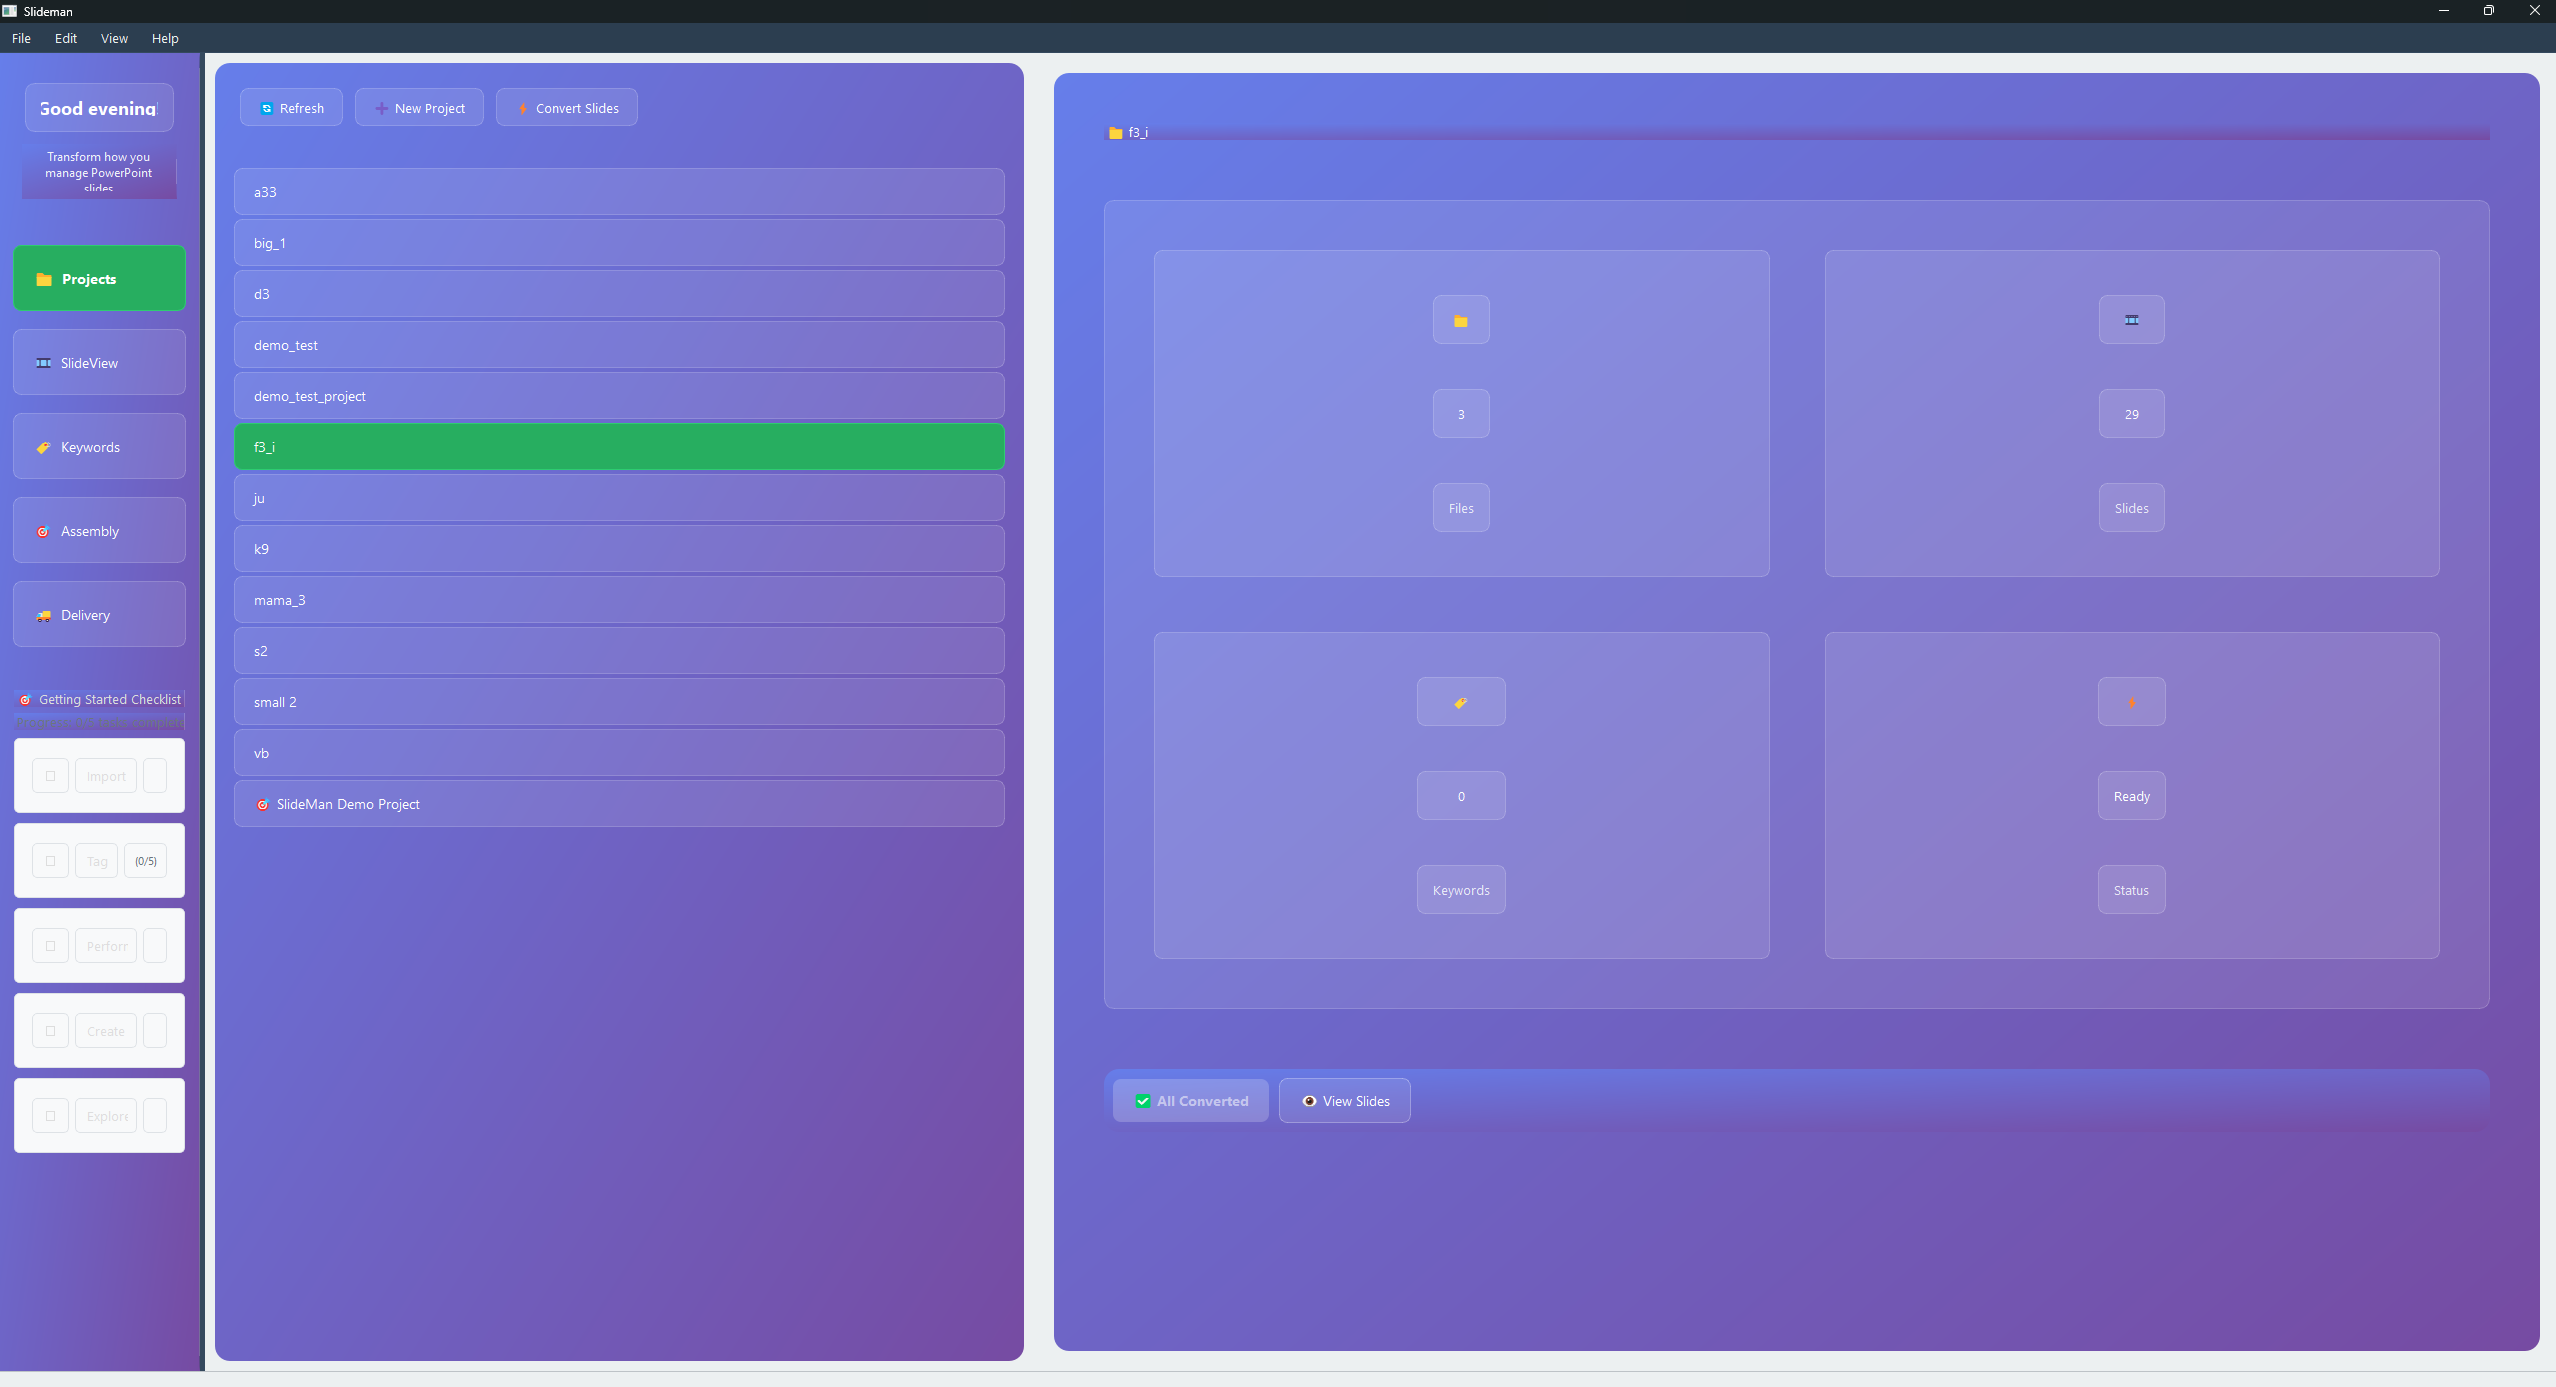 Slideman
File Edit View Help
Good evening
Transform how you
manage PowerPoint
slides
Projects
SlideView
Keywords
Assembly
Delivery
Getting Started Checklist
Import
Tag (0/5)
Perforr
Create
Explore
Refresh New Project Convert Slides
a33
big_1
d3
demo_test
demo_test_project
f3_i
ju
k9
mama_3
s2
small 2
vb
SlideMan Demo Project
f3_i
3
Files
29
Slides
0
Keywords
Ready
Status
All Converted View Slides